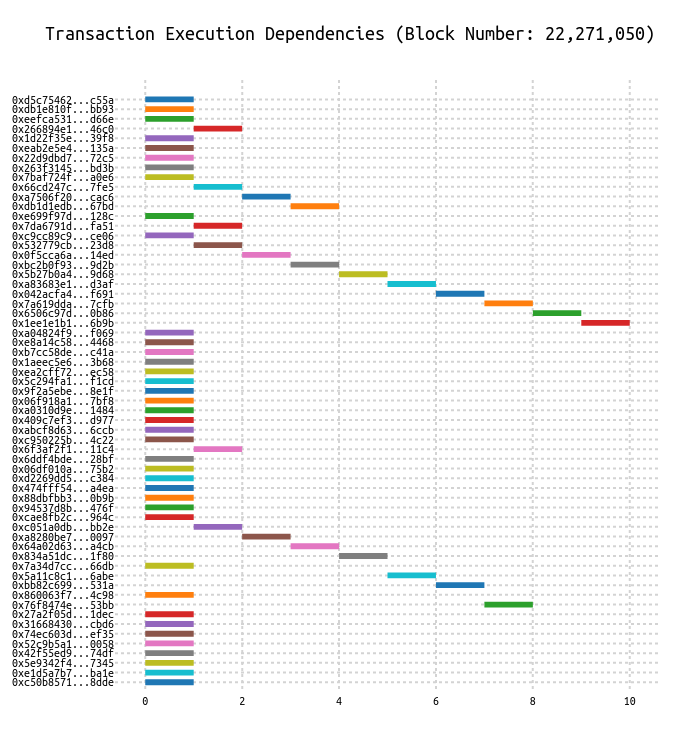 Transaction Execution Dependencies (Block Number: 22,271,050)
0xd5c75462...c55a
0xdb1e810f...bb93
0xeefca531...d66e
0x266894e1...46c0
0x1d22f35e...39f8
0xeab2e5e4...135a
0x22d9dbd7...72c5
0x263f3145...bd3b
0x7baf724f...a0e6
0x66cd247c...7fe5
0xa7506f20...cac6
0xdb1d1edb...67bd
0xe699f97d...128c
0x7da6791d...fa51
0xc9cc89c9...ce06
0x532779cb...23d8
0x0f5cca6a...14ed
0xbc2b0f93...9d2b
0x5b27b0a4...9d68
0xa83683e1...d3af
0x042acfa4...f691
0x7a619dda...7cfb
0x6506c97d...0b86
0x1ee1e1b1...6b9b
0xa04824f9...f069
0xe8a14c58...4468
0xb7cc58de...c41a
0x1aeec5e6...3b68
0xea2cff72...ec58
0x5c294fa1...f1cd
0x9f2a5ebe...8e1f
0x06f918a1...7bf8
0xa0310d9e...1484
0x409c7ef3...d977
0xabcf8d63...6ccb
0xc950225b...4c22
0x6f3af2f1...11c4
0x6ddf4bde...28bf
0x06df010a...75b2
0xd2269dd5...c384
0x474fff54...a4ea
0x88dbfbb3...0b9b
0x94537d8b...476f
0xcae8fb2c...964c
0xc051a0db...bb2e
0xa8280be7...0097
0x64a02d63...a4cb
0x834a51dc...1f80
0x7a34d7cc...66db
0x5a11c8c1...6abe
0xbb82c699...531a
0x860063f7...4c98
0x76f8474e...53bb
0x27a2f05d...1dec
0x31668430...cbd6
0x74ec603d...ef35
0x52c9b5a1...0058
0x42f55ed9...74df
0x5e9342f4...7345
0xe1d5a7b7...ba1e
0xc50b8571...8dde
0 2 4 6 8 10